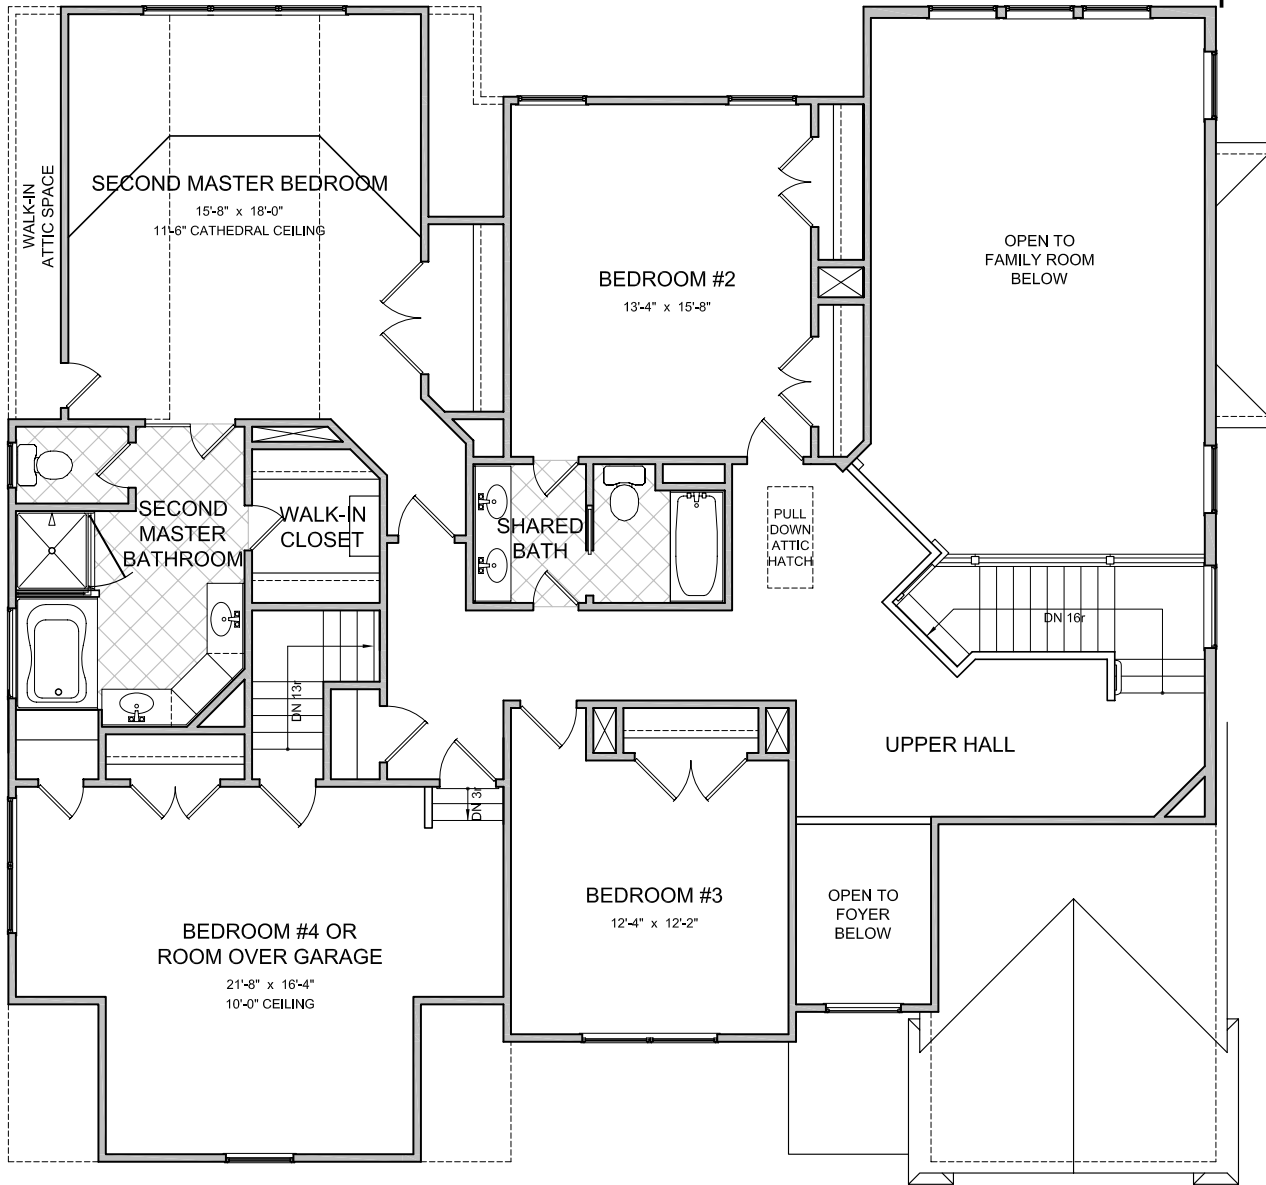 WALK-IN
ATTIC SPACE
SECOND MASTER BEDROOM
15'-8" x 18'-0"
11'-6" CATHEDRAL CEILING
BEDROOM #2
13'-4" x 15'-8"
OPEN TO
FAMILY ROOM
BELOW
SECOND
MASTER
BATHROOM
WALK-IN
CLOSET
SHARED
BATH
PULL
DOWN
ATTIC
HATCH
DN 16r
DN 13r
UPPER HALL
DN 3r
BEDROOM #4 OR
ROOM OVER GARAGE
21'-8" x 16'-4"
10'-0" CEILING
BEDROOM #3
12'-4" x 12'-2"
OPEN TO
FOYER
BELOW